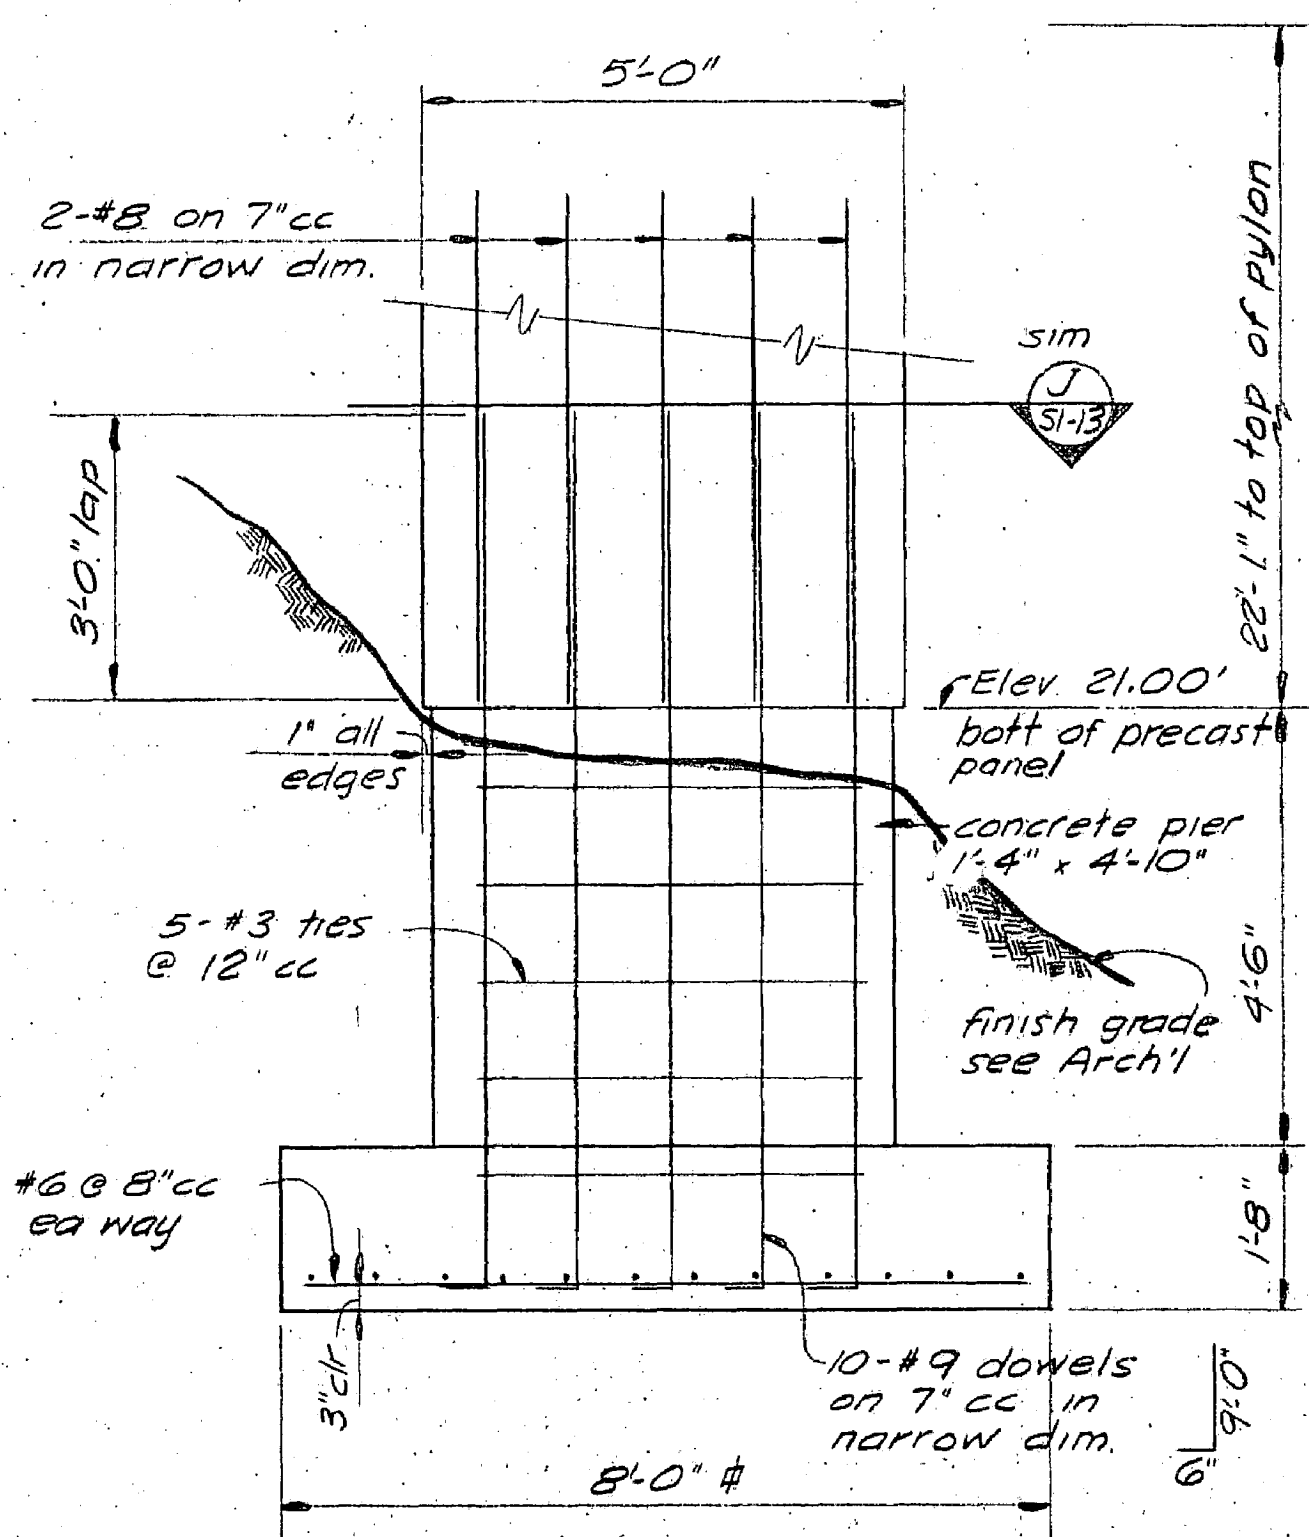 5'-0"
2-#8 on 7"cc
in narrow dim.
sim
J
S1-13
22'-1" to top of pylon
3'-0" lap
Elev. 21.00'
bott of precast
panel
1" all
edges
concrete pier
1'-4" x 4'-10"
5-#3 ties
@ 12"cc
finish grade
see Arch'l
4'-6"
#6 @ 8"cc
ea way
1'-8"
3"clr
10-#9 dowels
on 7" cc in
narrow dim.
9'-0"
6"
8'-0" ⌽